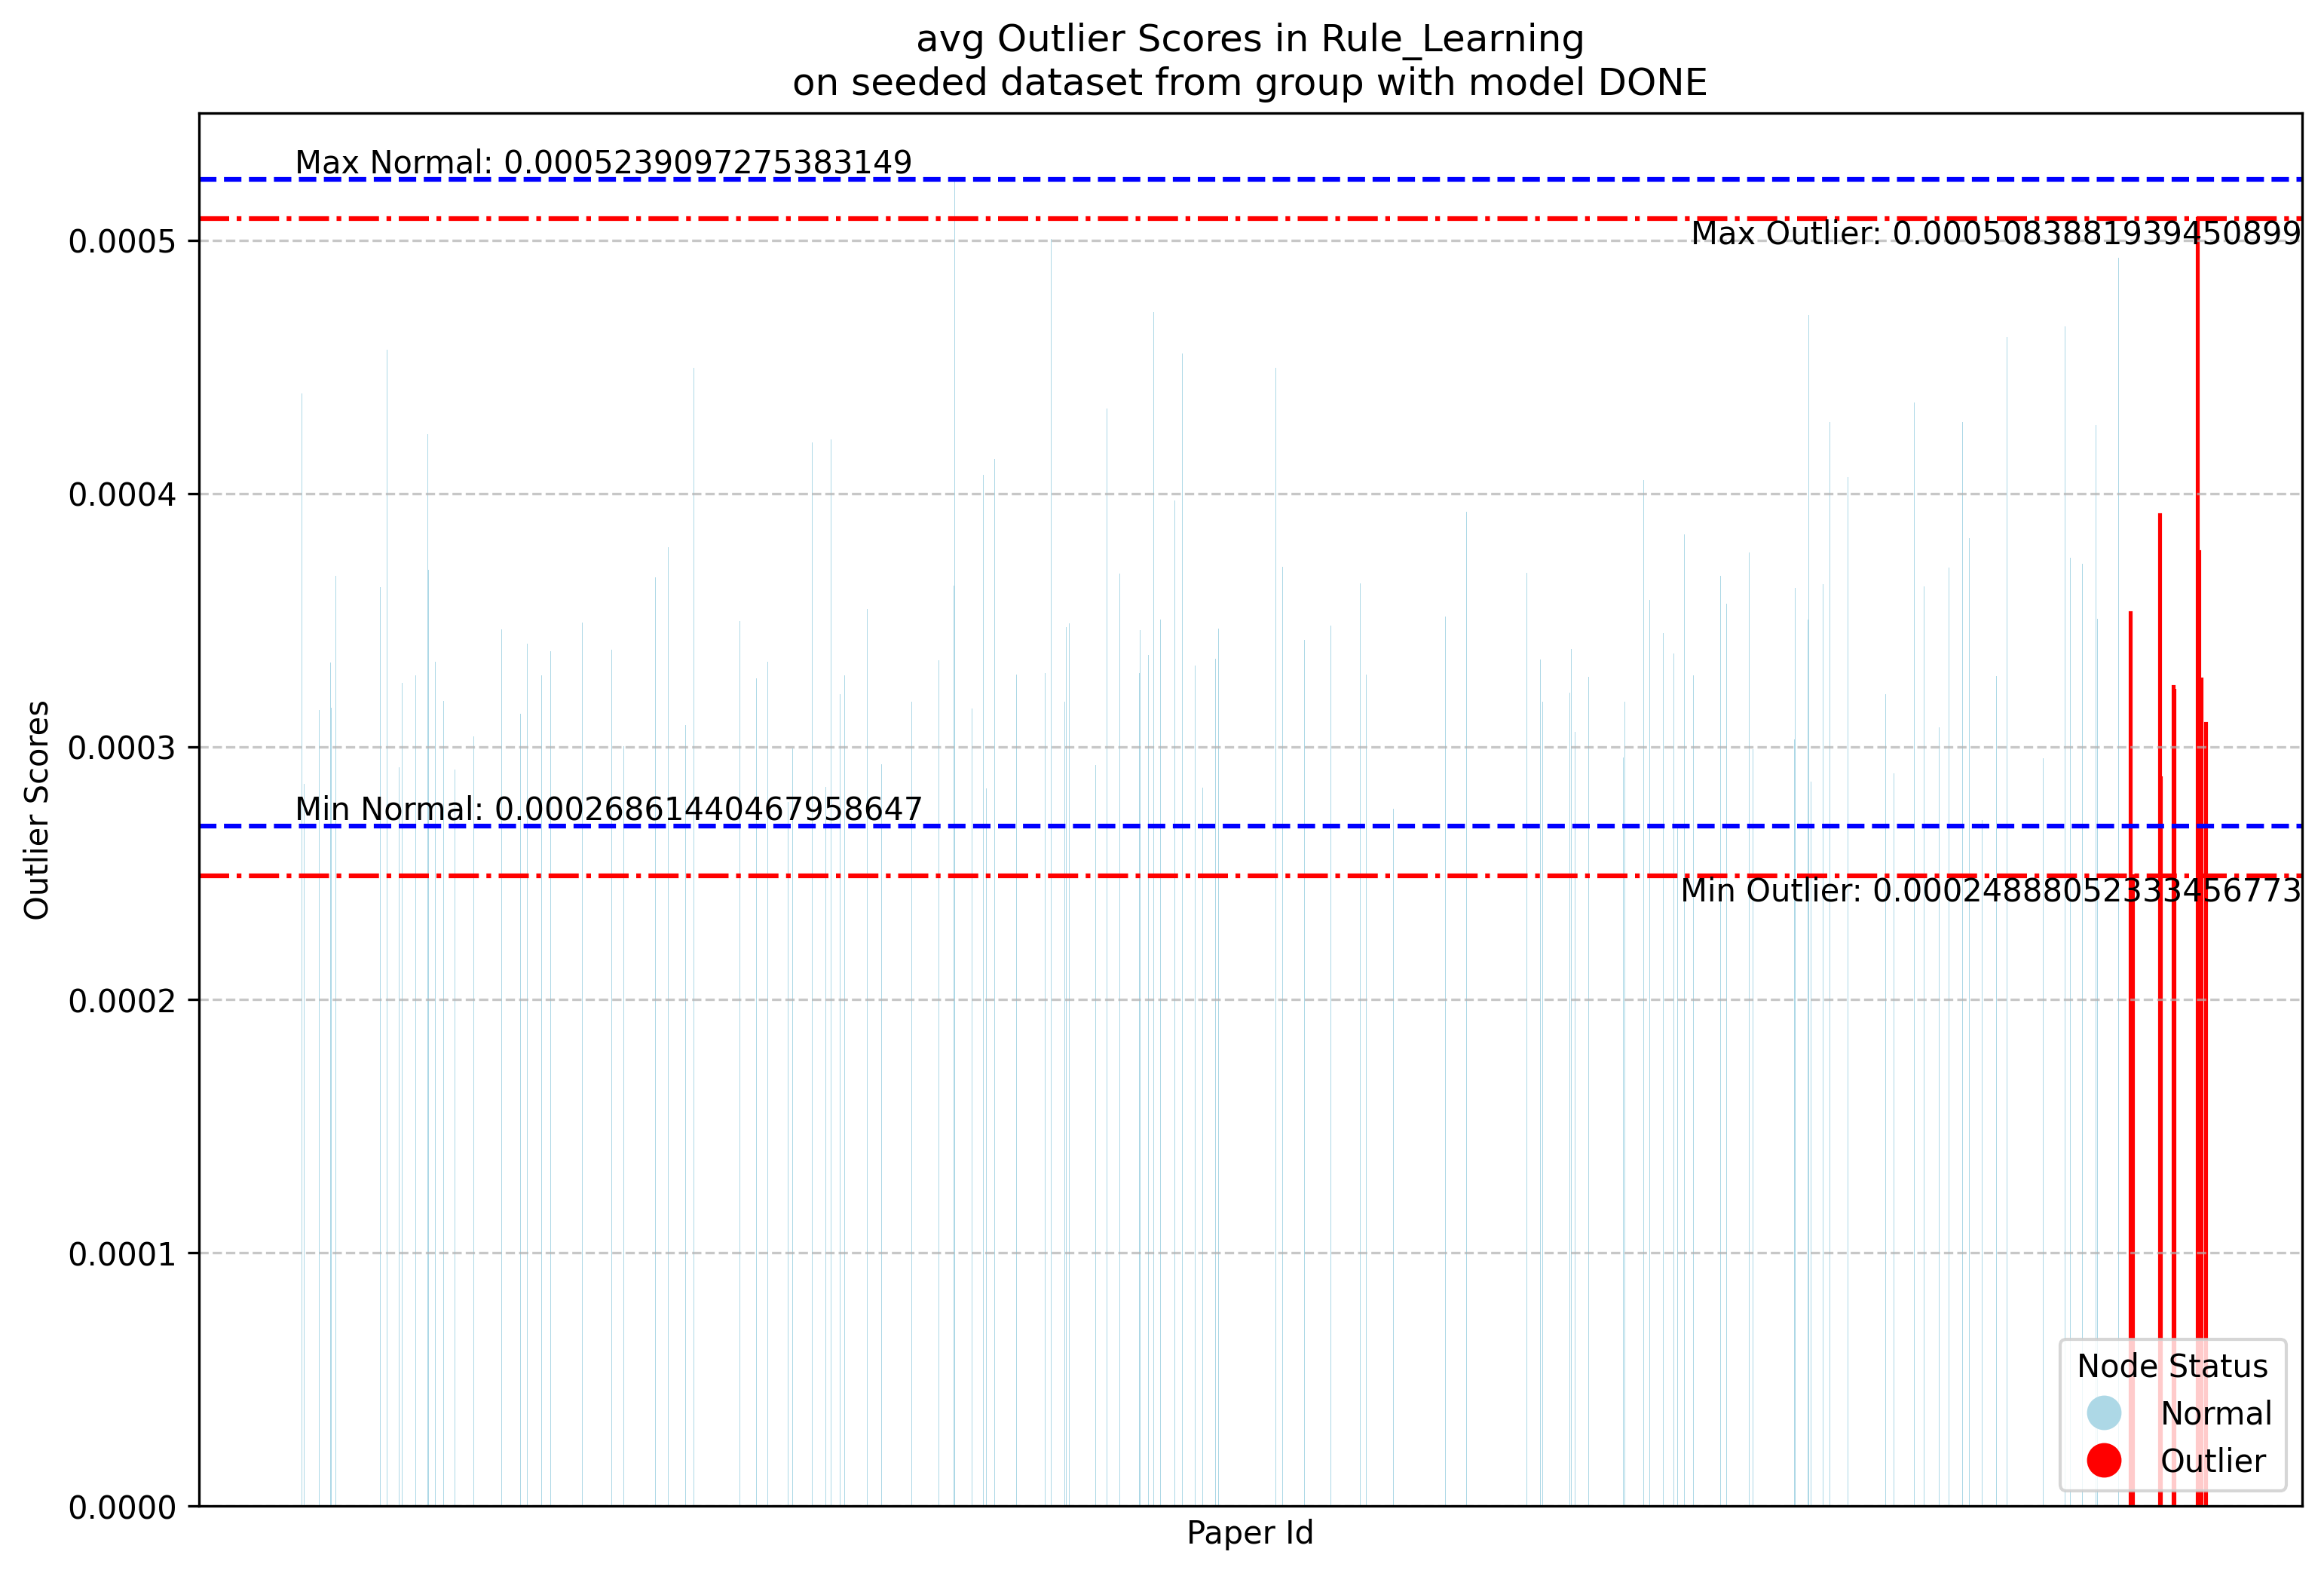 avg Outlier Scores in Rule_Learning
on seeded dataset from group with model DONE
Max Normal: 0.0005239097275383149
Max Outlier: 0.0005083881939450899
Min Normal: 0.00026861440467958647
Min Outlier: 0.0002488805233456773
0.0005
0.0004
0.0003
0.0002
0.0001
0.0000
Outlier Scores
Paper Id
Node Status
Normal
Outlier